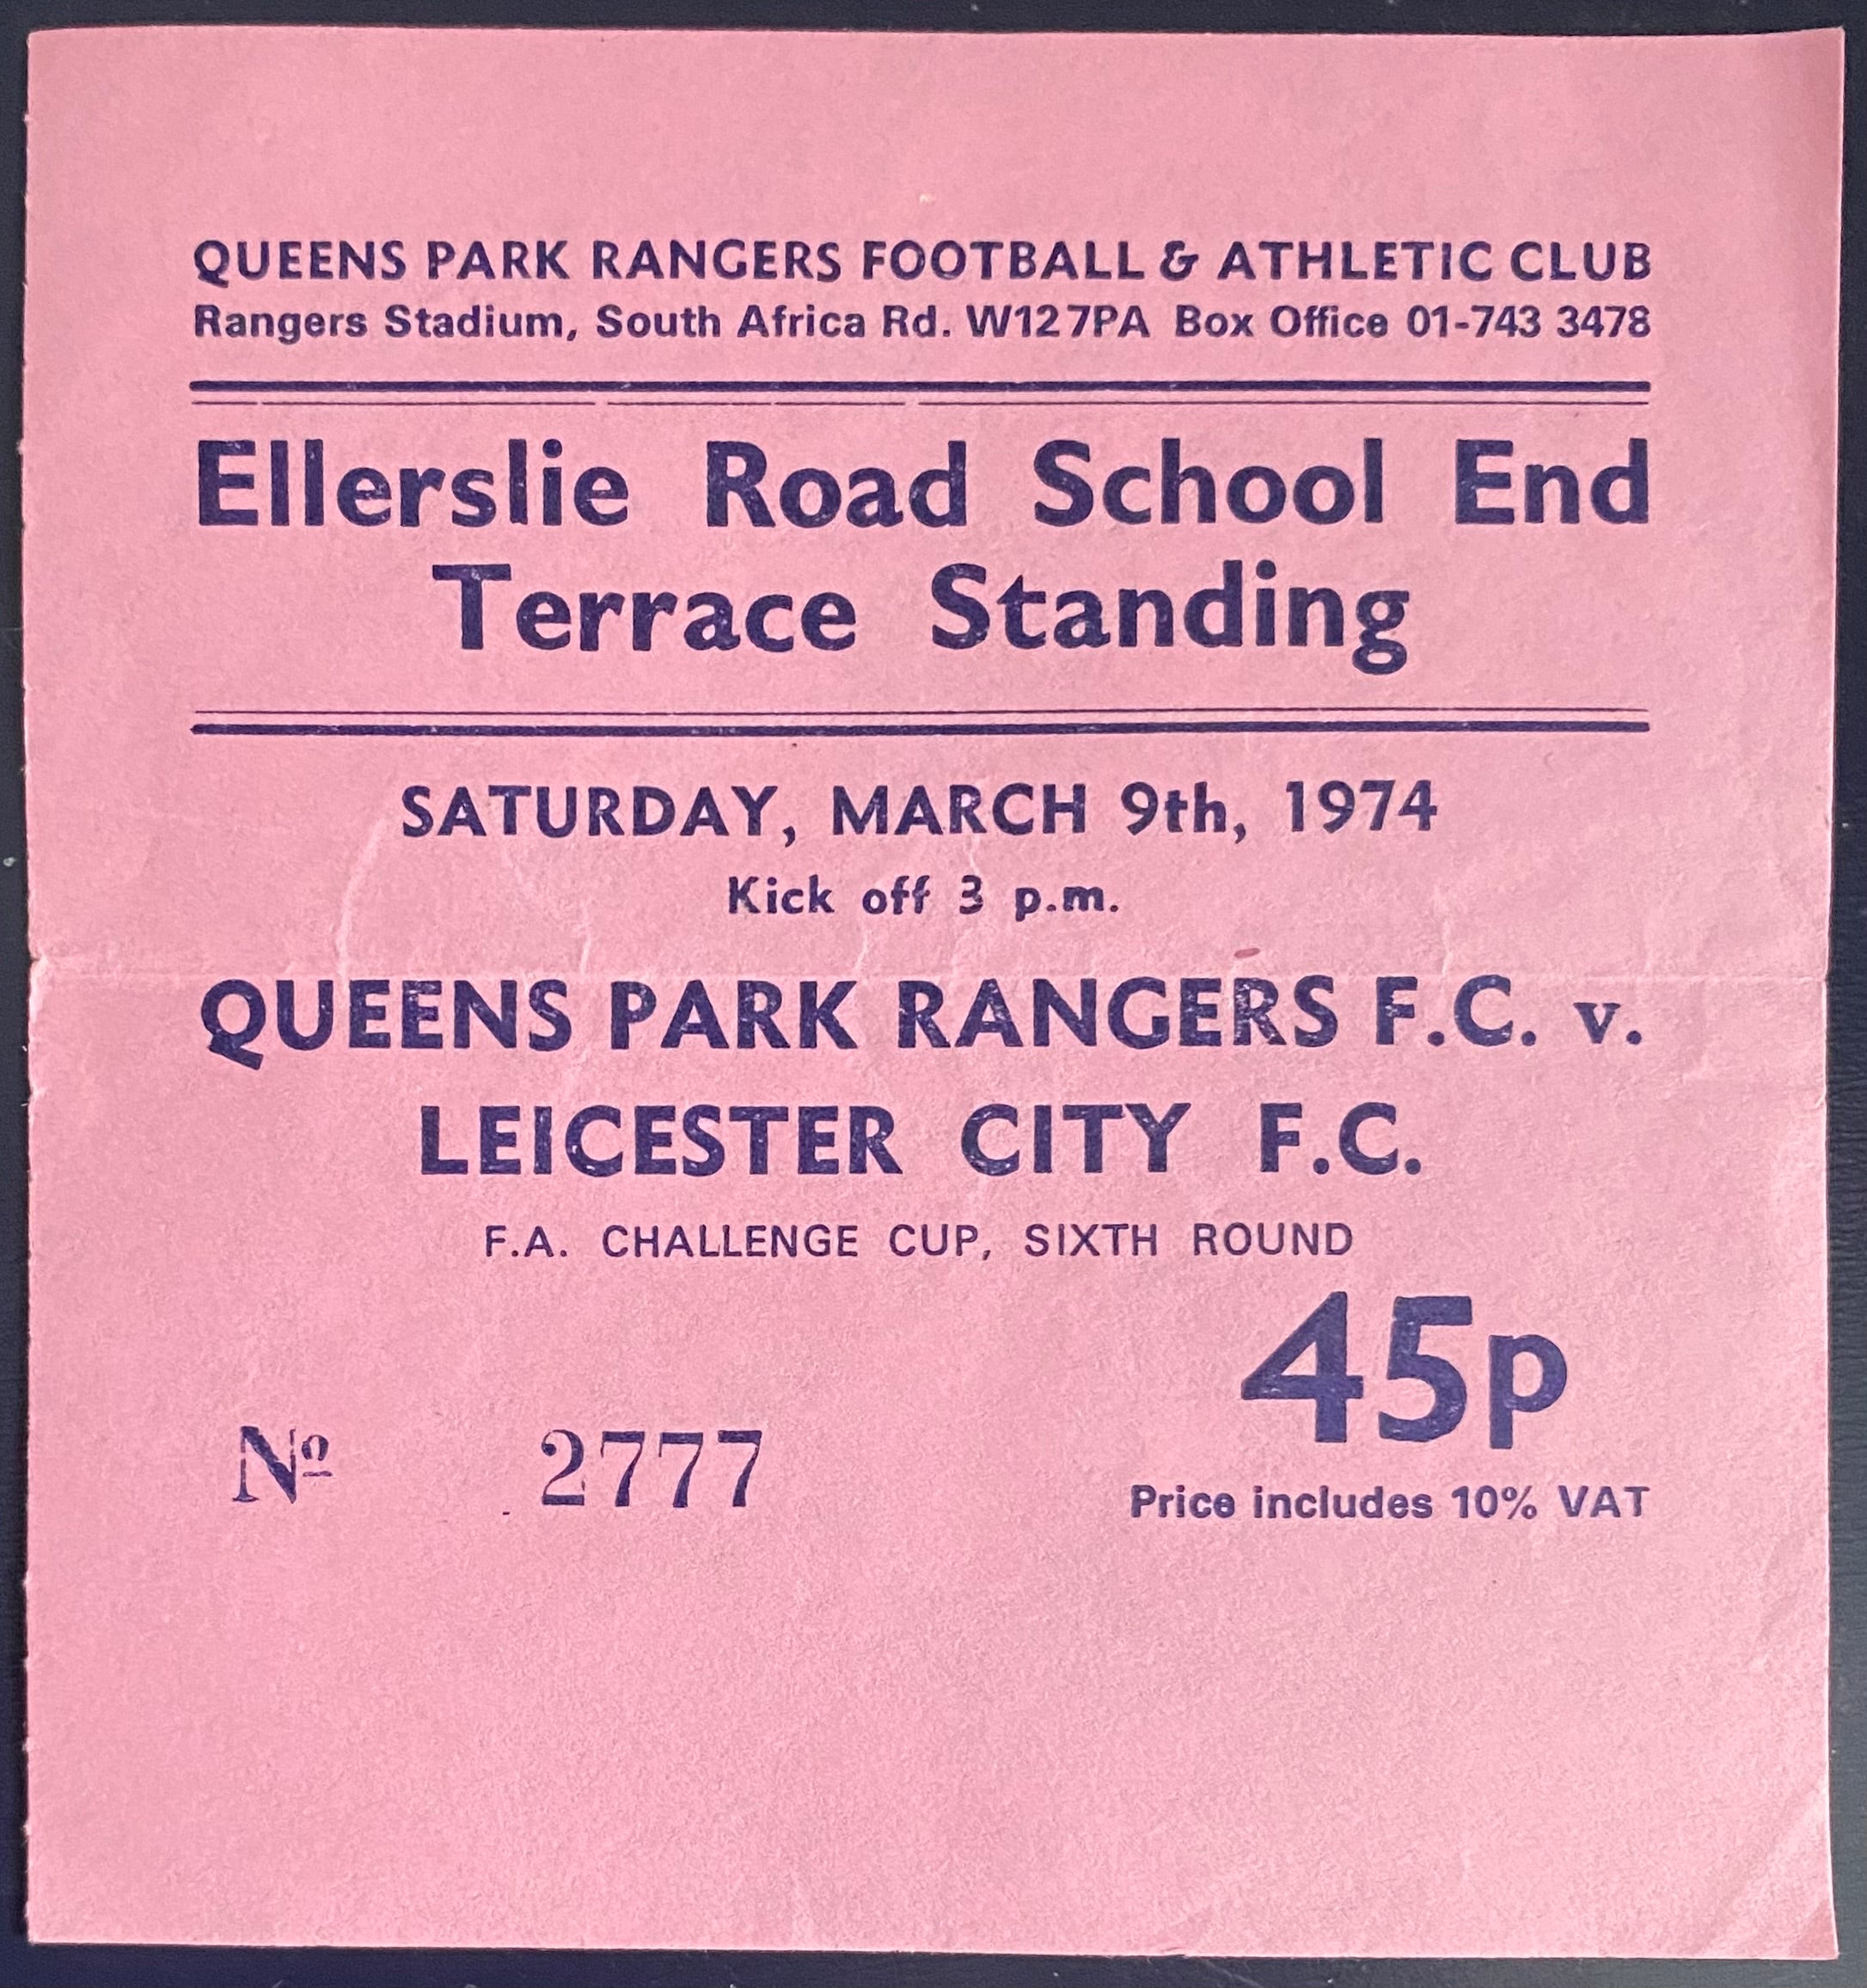 QUEENS PARK RANGERS FOOTBALL & ATHLETIC CLUB
Rangers Stadium, South Africa Rd. W12 7PA Box Office 01-743 3478
Ellerslie Road School End
Terrace Standing
SATURDAY, MARCH 9th, 1974
Kick off 3 p.m.
QUEENS PARK RANGERS F.C. v.
LEICESTER CITY F.C.
F.A. CHALLENGE CUP, SIXTH ROUND
45p
Nº 2777
Price includes 10% VAT